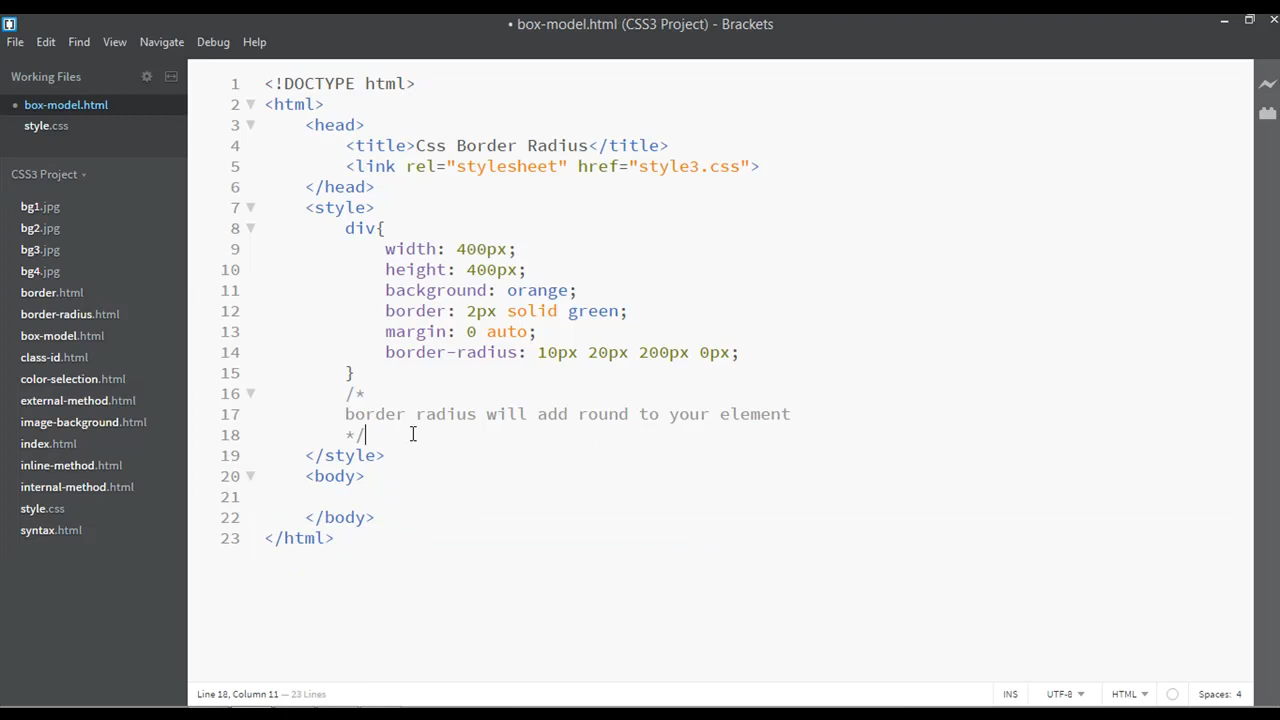 • box-model.html (CSS3 Project) - Brackets
File Edit Find View Navigate Debug Help
Working Files
• box-model.html
style.css
CSS3 Project
bg1.jpg
bg2.jpg
bg3.jpg
bg4.jpg
border.html
border-radius.html
box-model.html
class-id.html
color-selection.html
external-method.html
image-background.html
index.html
inline-method.html
internal-method.html
style.css
syntax.html
1 <!DOCTYPE html>
2 <html>
3 <head>
4 <title>Css Border Radius</title>
5 <link rel="stylesheet" href="style3.css">
6 </head>
7 <style>
8 div{
9 width: 400px;
10 height: 400px;
11 background: orange;
12 border: 2px solid green;
13 margin: 0 auto;
14 border-radius: 10px 20px 200px 0px;
15 }
16 /*
17 border radius will add round to your element
18 */
19 </style>
20 <body>
21
22 </body>
23 </html>
Line 18, Column 11 — 23 Lines
INS UTF-8 HTML Spaces: 4